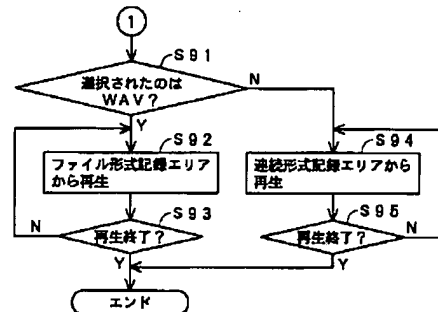 1
S91
選択されたのは
WAV?
N
Y
S92
ファイル形式記録エリア
から再生
S94
連続形式記録エリアから
再生
S93
再生終了?
N
Y
S95
再生終了?
N
Y
エンド